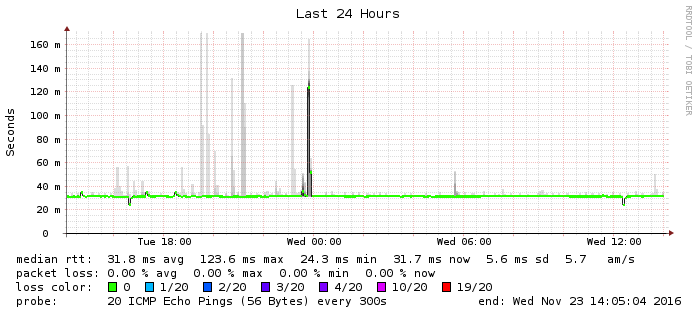 Last 24 Hours
RRDTOOL / TOBI OETIKER
Seconds
160 m
140 m
120 m
100 m
80 m
60 m
40 m
20 m
0
Tue 18:00 Wed 00:00 Wed 06:00 Wed 12:00
median rtt: 31.8 ms avg 123.6 ms max 24.3 ms min 31.7 ms now 5.6 ms sd 5.7 am/s
packet loss: 0.00 % avg 0.00 % max 0.00 % min 0.00 % now
loss color: 0 1/20 2/20 3/20 4/20 10/20 19/20
probe: 20 ICMP Echo Pings (56 Bytes) every 300s end: Wed Nov 23 14:05:04 2016